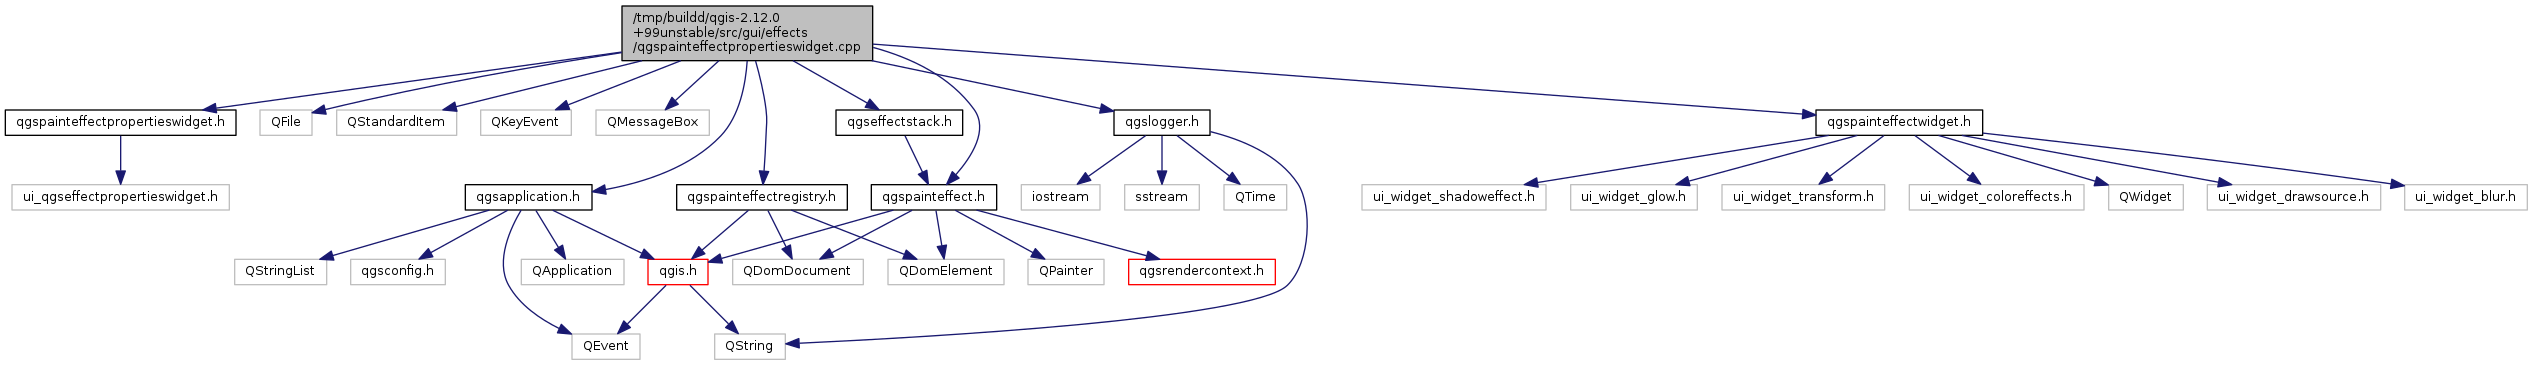 /tmp/buildd/qgis-2.12.0
+99unstable/src/gui/effects
/qgspainteffectpropertieswidget.cpp
qgspainteffectpropertieswidget.h
QFile
QStandardItem
QKeyEvent
QMessageBox
qgseffectstack.h
qgslogger.h
qgspainteffectwidget.h
ui_qgseffectpropertieswidget.h
qgsapplication.h
qgspainteffectregistry.h
qgspainteffect.h
iostream
sstream
QTime
ui_widget_shadoweffect.h
ui_widget_glow.h
ui_widget_transform.h
ui_widget_coloreffects.h
QWidget
ui_widget_drawsource.h
ui_widget_blur.h
QStringList
qgsconfig.h
QApplication
qgis.h
QDomDocument
QDomElement
QPainter
qgsrendercontext.h
QEvent
QString